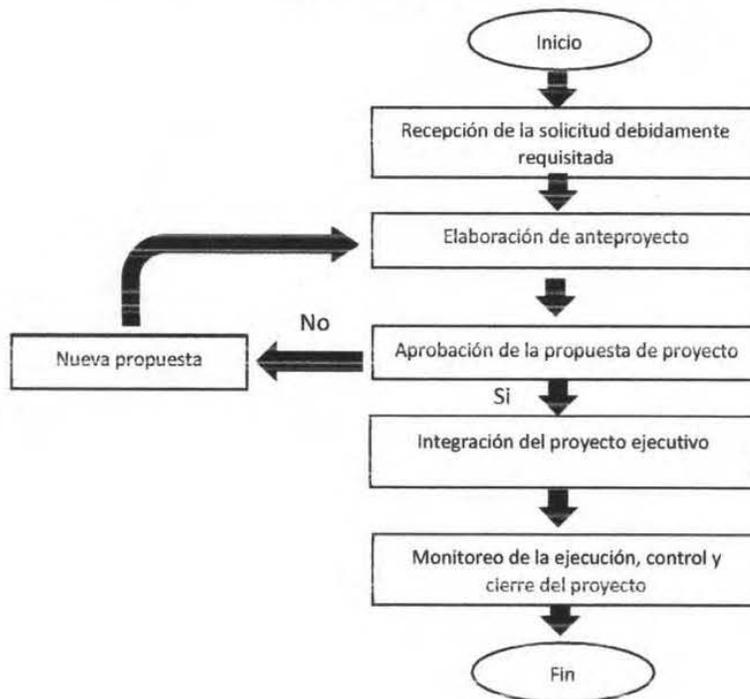 Inicio
Recepción de la solicitud debidamente
requisitada
Elaboración de anteproyecto
No
Nueva propuesta
Aprobación de la propuesta de proyecto
Si
Integración del proyecto ejecutivo
Monitoreo de la ejecución, control y
cierre del proyecto
Fin